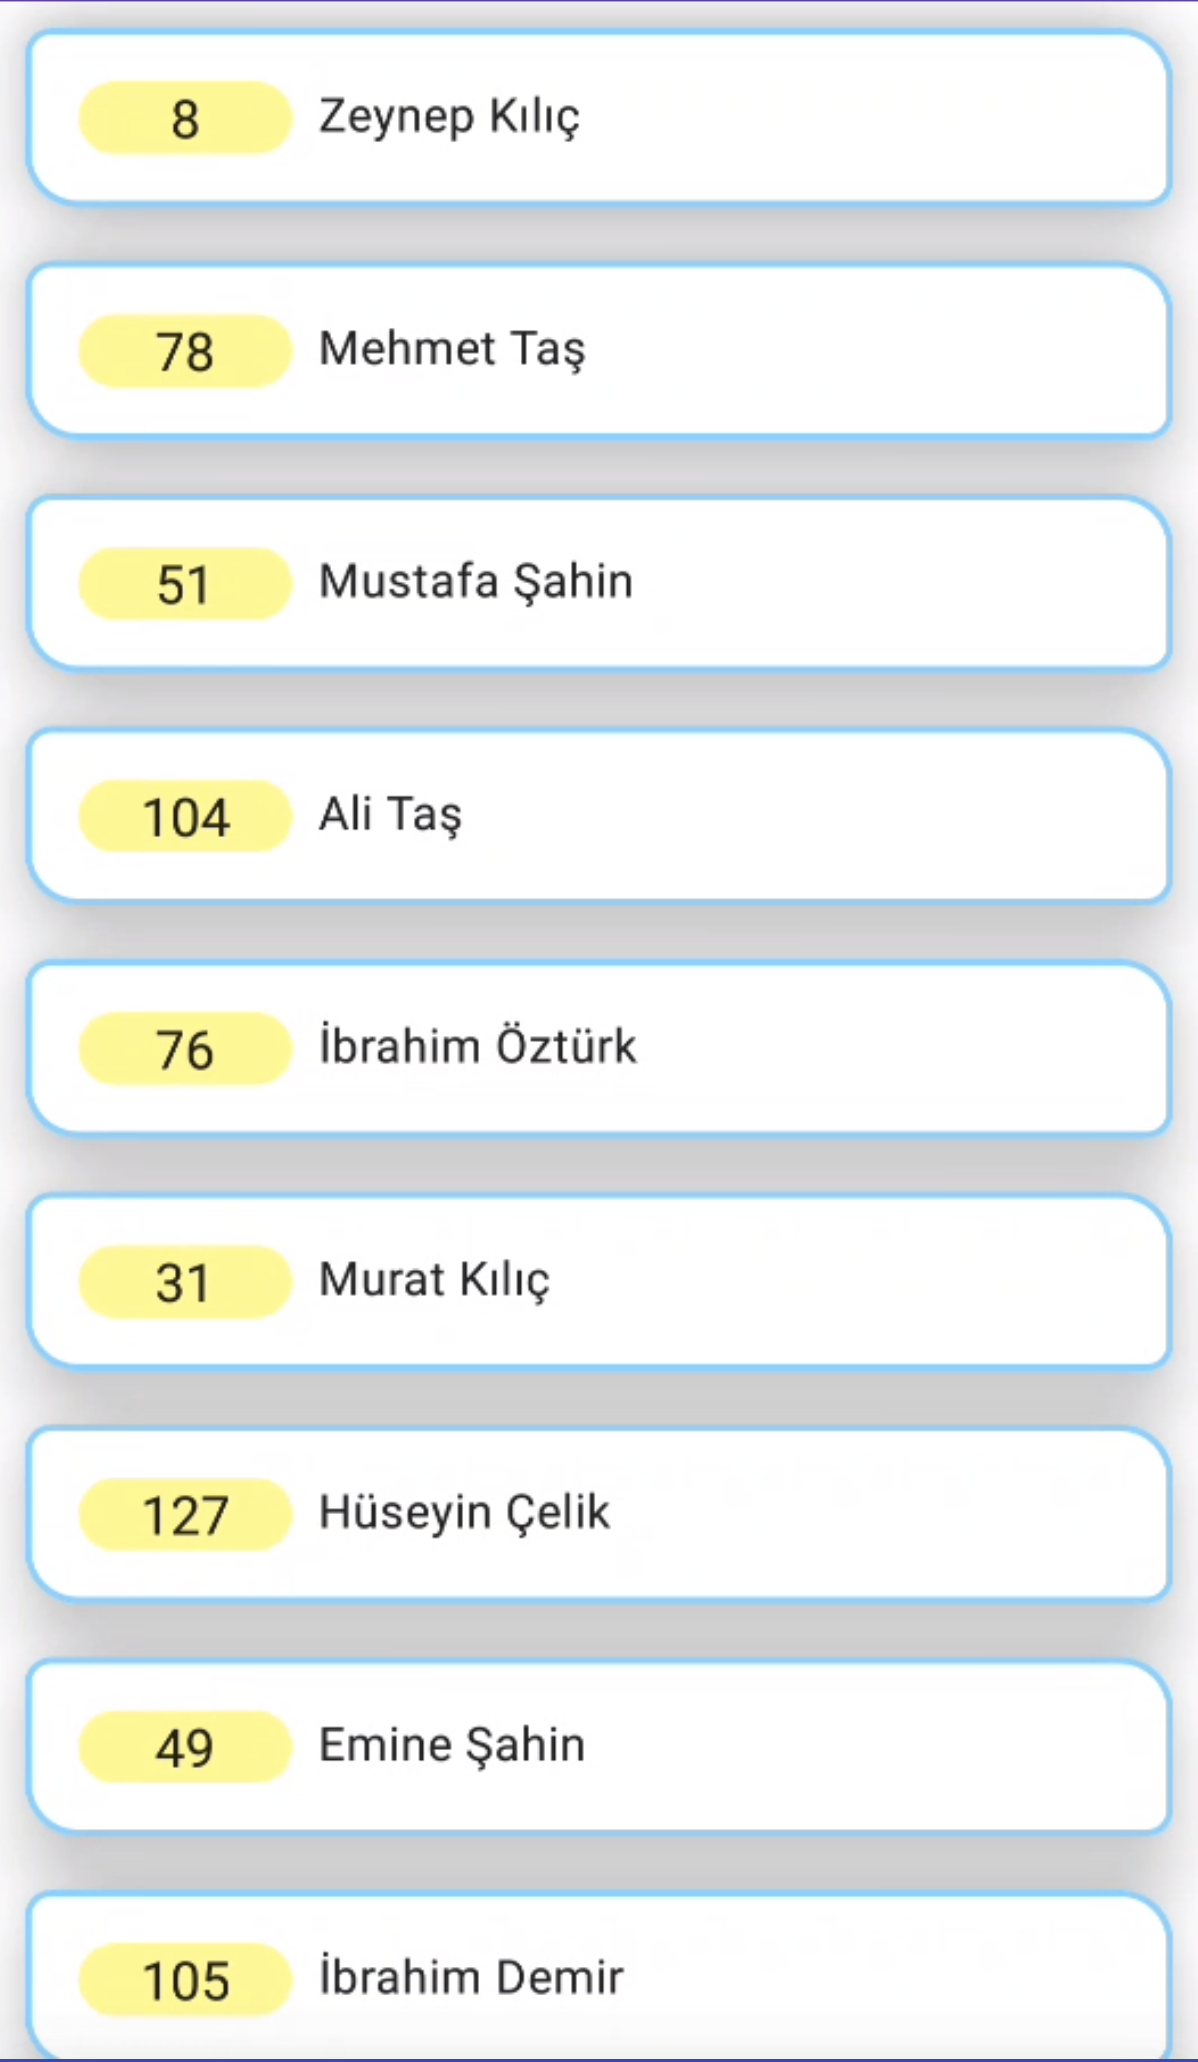 8 Zeynep Kılıç
78 Mehmet Taş
51 Mustafa Şahin
104 Ali Taş
76 İbrahim Öztürk
31 Murat Kılıç
127 Hüseyin Çelik
49 Emine Şahin
105 İbrahim Demir